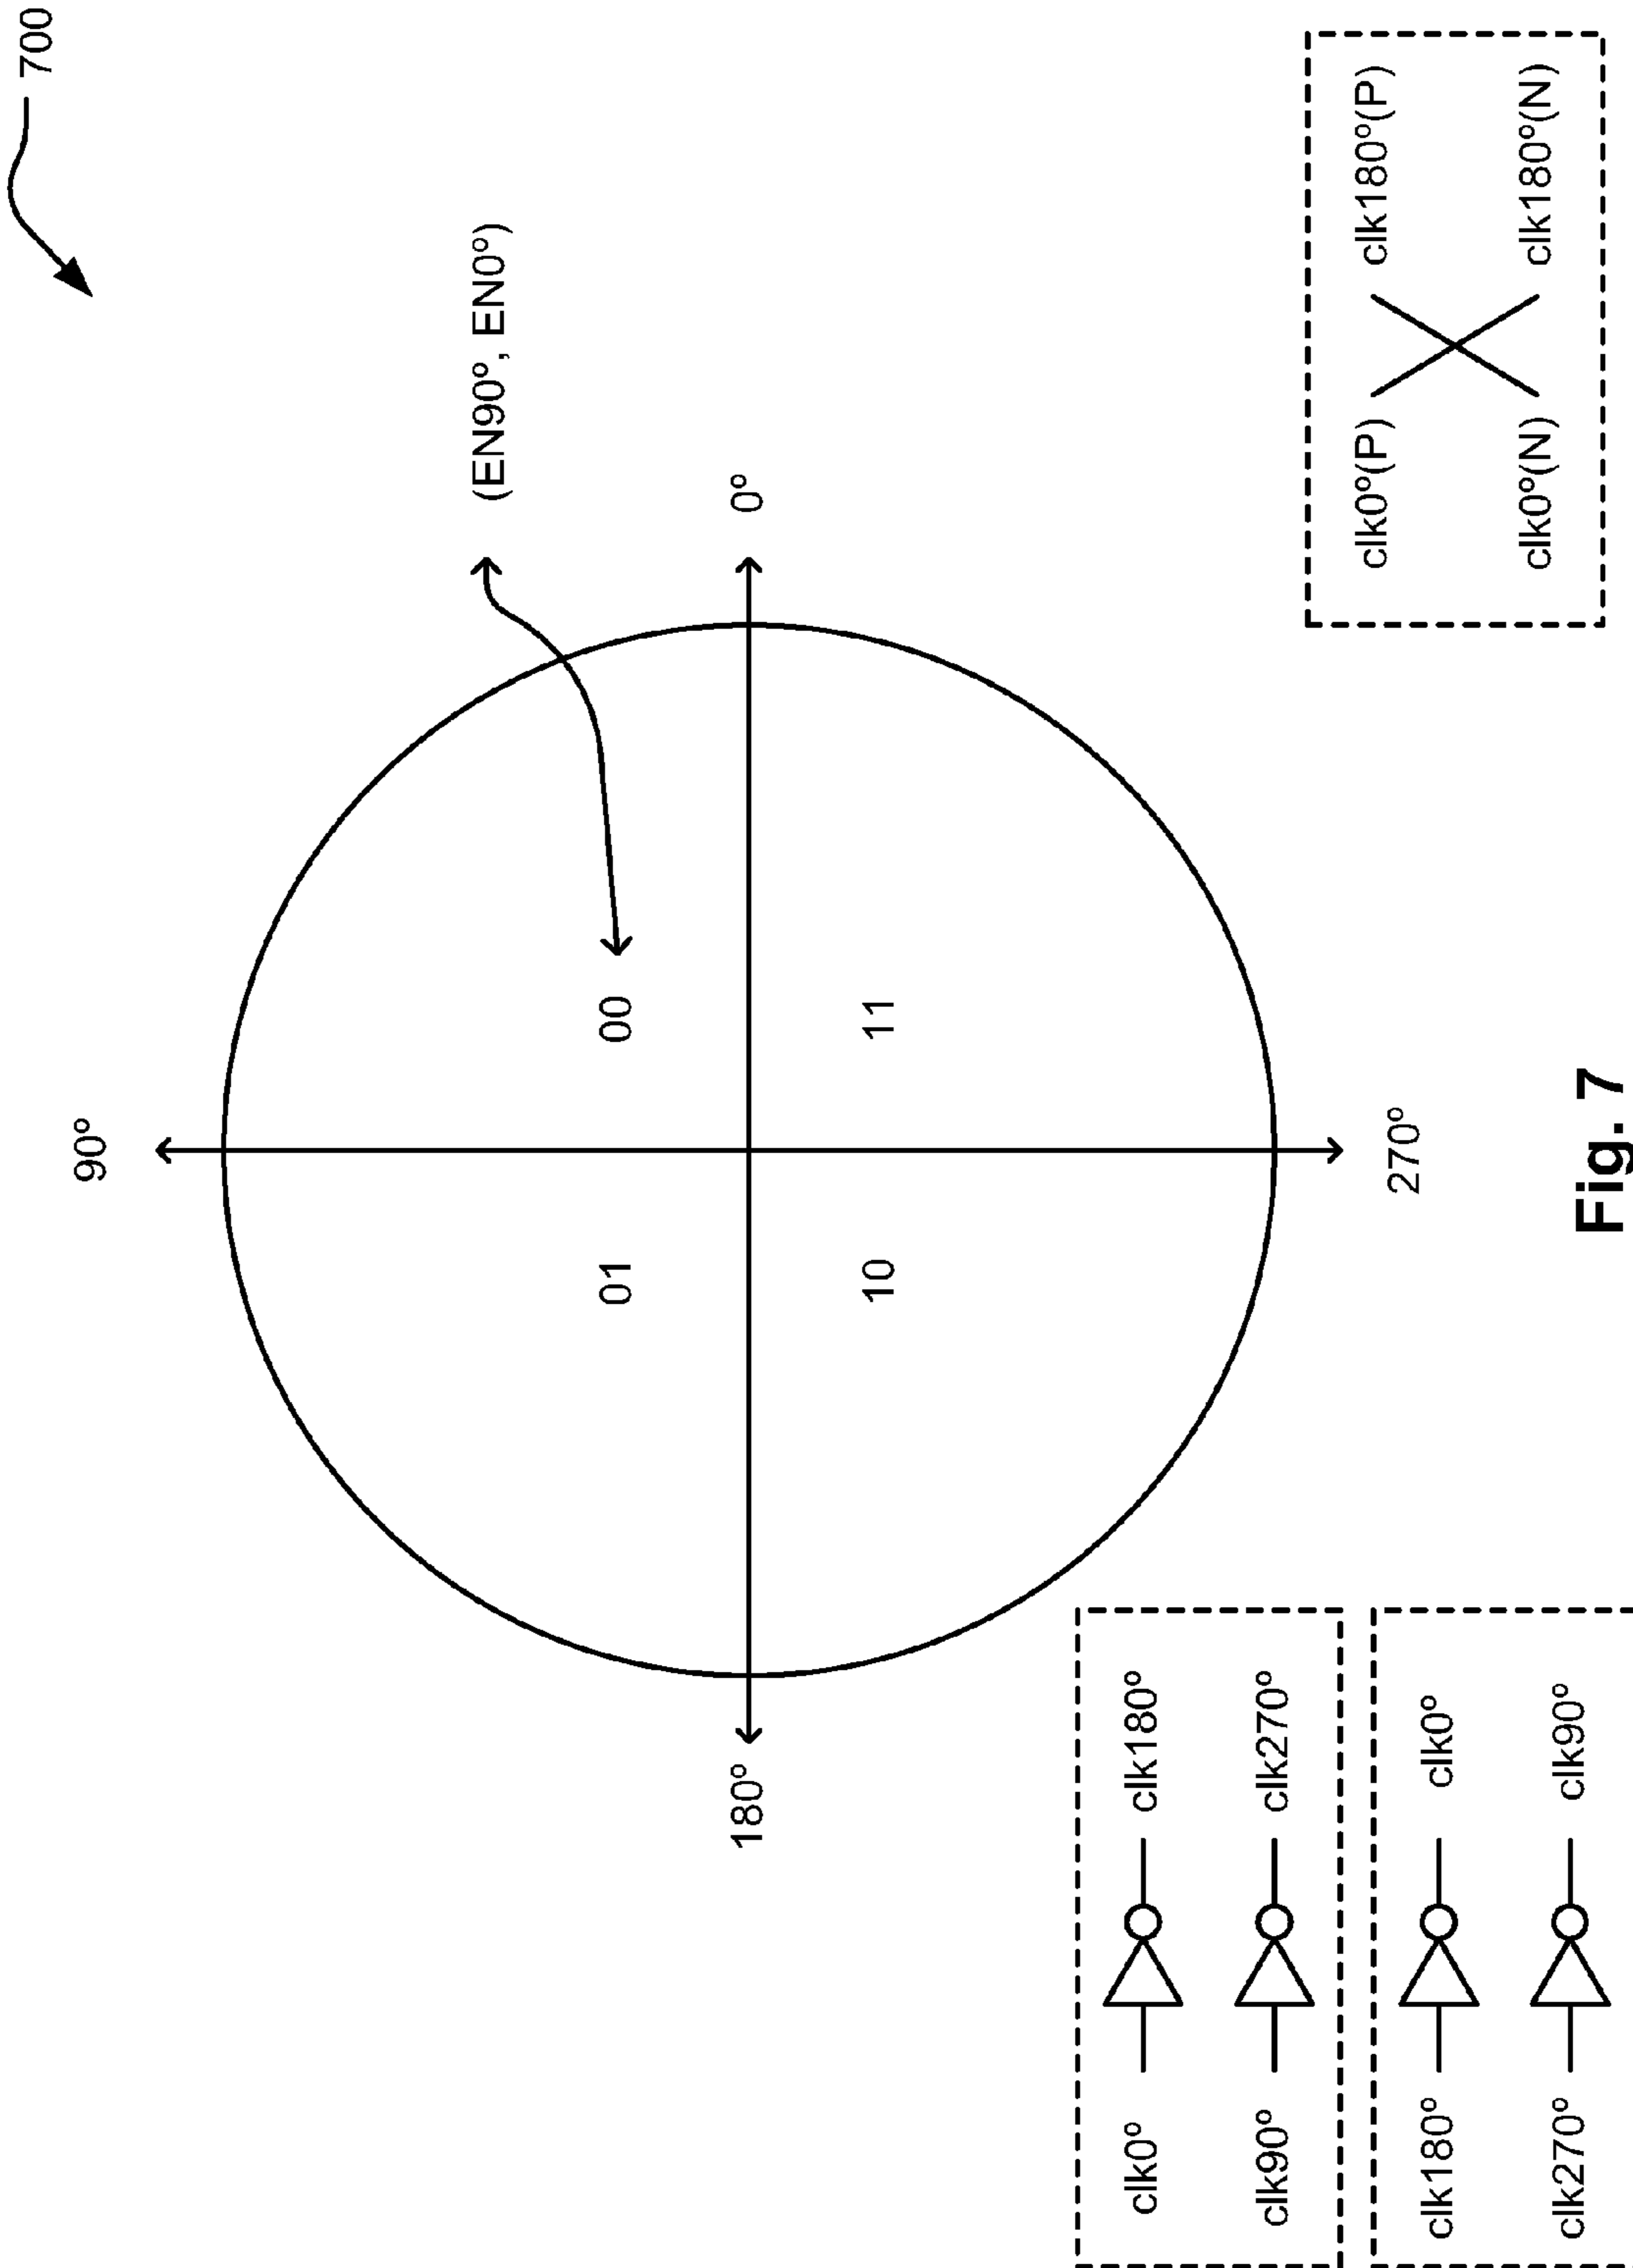 700
90°
(EN90°, EN0°)
01
00
180°
0°
10
11
270°
clk0° clk180°
clk90° clk270°
clk180° clk0°
clk270° clk90°
clk0°(P) clk180°(P)
clk0°(N) clk180°(N)
Fig. 7